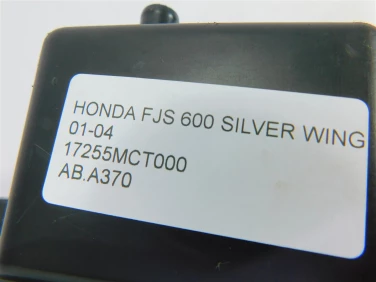 HONDA FJS 600 SILVER WING
01-04
17255MCT000
AB.A370